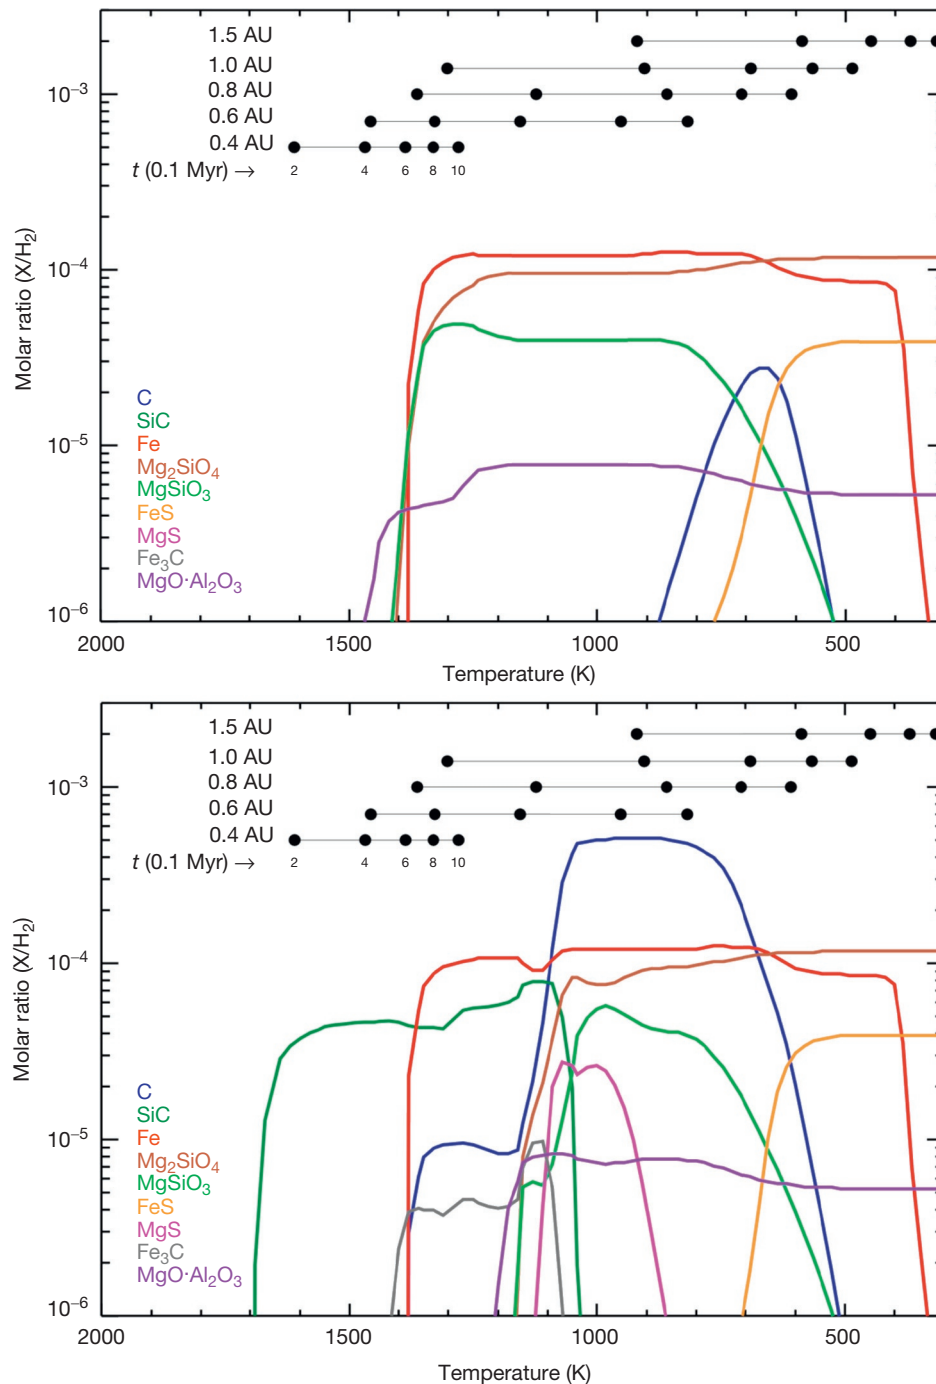 1.5 AU
1.0 AU
0.8 AU
0.6 AU
0.4 AU
t (0.1 Myr) →
2 4 6 8 10
10⁻³
10⁻⁴
10⁻⁵
10⁻⁶
Molar ratio (X/H₂)
C
SiC
Fe
Mg₂SiO₄
MgSiO₃
FeS
MgS
Fe₃C
MgO·Al₂O₃
2000 1500 1000 500
Temperature (K)
1.5 AU
1.0 AU
0.8 AU
0.6 AU
0.4 AU
t (0.1 Myr) →
2 4 6 8 10
10⁻³
10⁻⁴
10⁻⁵
10⁻⁶
Molar ratio (X/H₂)
C
SiC
Fe
Mg₂SiO₄
MgSiO₃
FeS
MgS
Fe₃C
MgO·Al₂O₃
2000 1500 1000 500
Temperature (K)